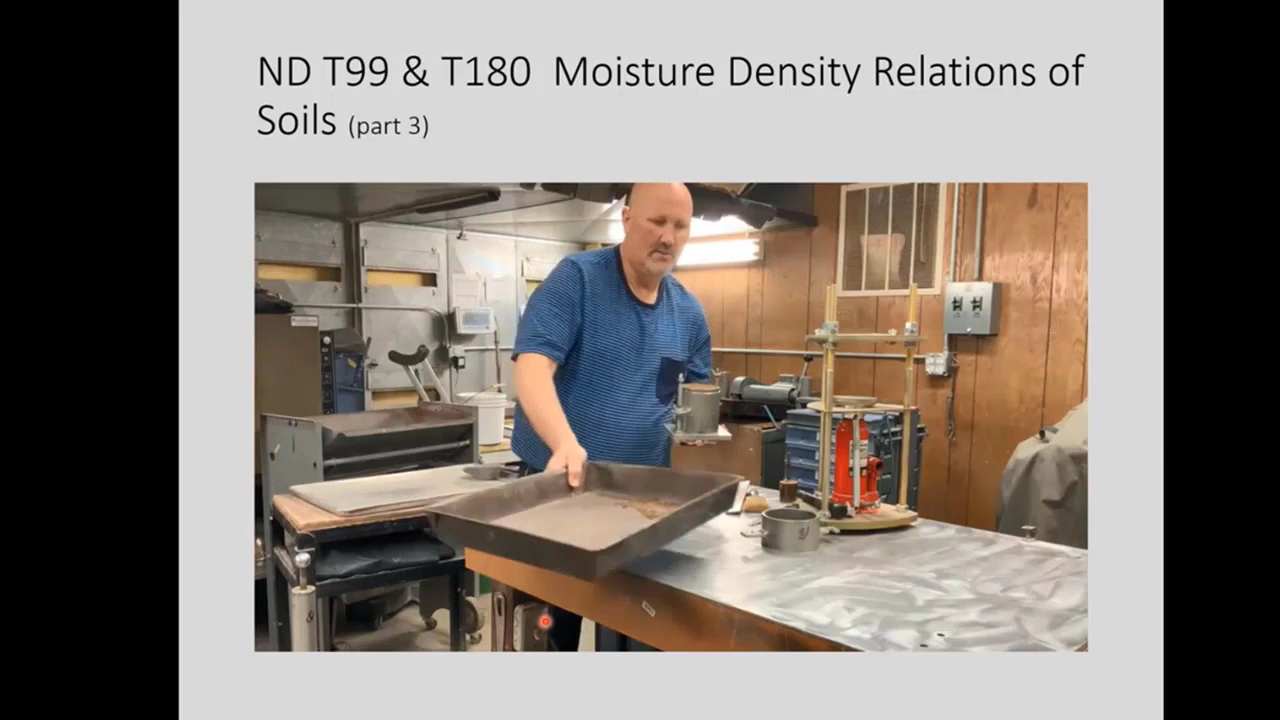 ND T99 & T180  Moisture Density Relations of
Soils (part 3)